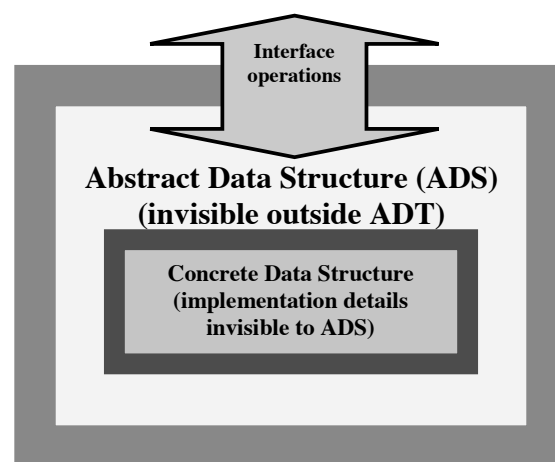 Interface
operations
Abstract Data Structure (ADS)
(invisible outside ADT)
Concrete Data Structure
(implementation details
invisible to ADS)